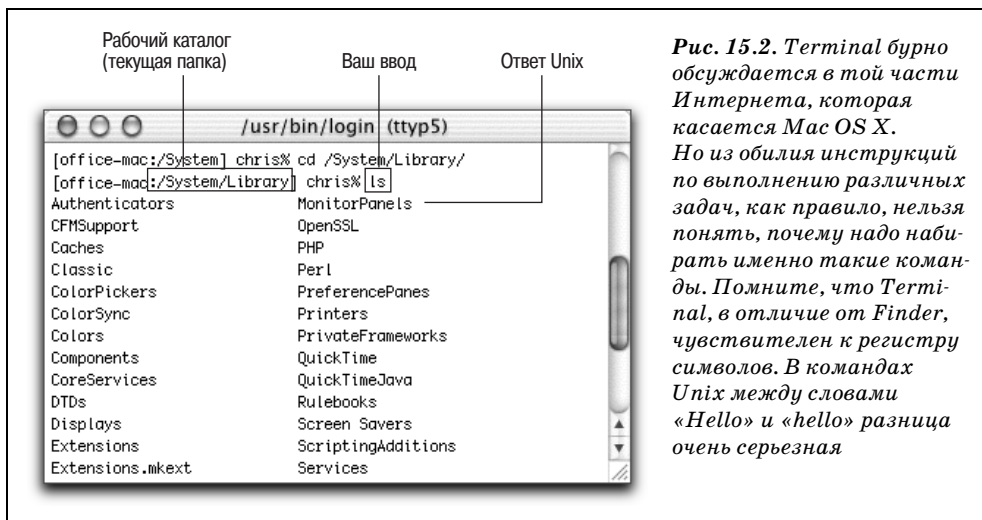 Рабочий каталог
(текущая папка)
Ваш ввод
Ответ Unix
/usr/bin/login (ttyp5)
[office-mac:/System] chris% cd /System/Library/
[office-mac:/System/Library] chris% ls
Authenticators MonitorPanels
CFMSupport OpenSSL
Caches PHP
Classic Perl
ColorPickers PreferencePanes
ColorSync Printers
Colors PrivateFrameworks
Components QuickTime
CoreServices QuickTimeJava
DTDs Rulebooks
Displays Screen Savers
Extensions ScriptingAdditions
Extensions.mkext Services
Рис. 15.2. Terminal бурно
обсуждается в той части
Интернета, которая
касается Mac OS X.
Но из обилия инструкций
по выполнению различных
задач, как правило, нельзя
понять, почему надо наби-
рать именно такие коман-
ды. Помните, что Termi-
nal, в отличие от Finder,
чувствителен к регистру
символов. В командах
Unix между словами
«Hello» и «hello» разница
очень серьезная